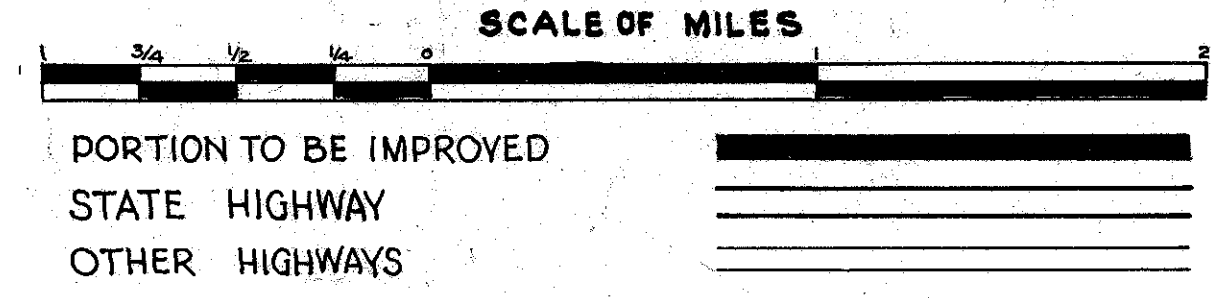 SCALE OF MILES
1 3/4 1/2 1/4 0 1 2
PORTION TO BE IMPROVED
STATE HIGHWAY
OTHER HIGHWAYS